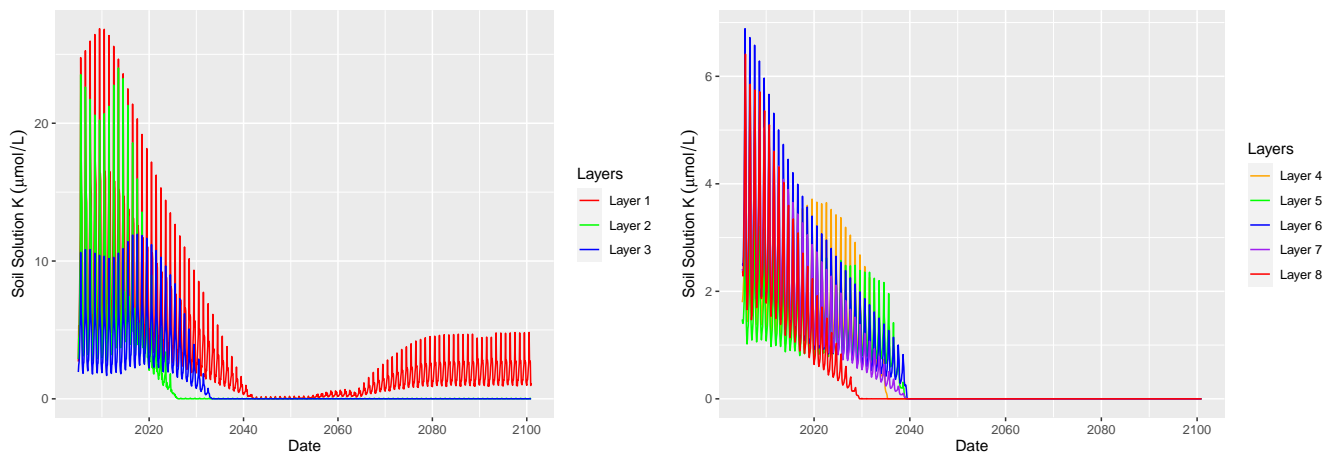 Soil Solution K (μmol/L)
20
10
0
2020
2040
2060
2080
2100
Date
Layers
Layer 1
Layer 2
Layer 3
Soil Solution K (μmol/L)
6
4
2
0
2020
2040
2060
2080
2100
Date
Layers
Layer 4
Layer 5
Layer 6
Layer 7
Layer 8